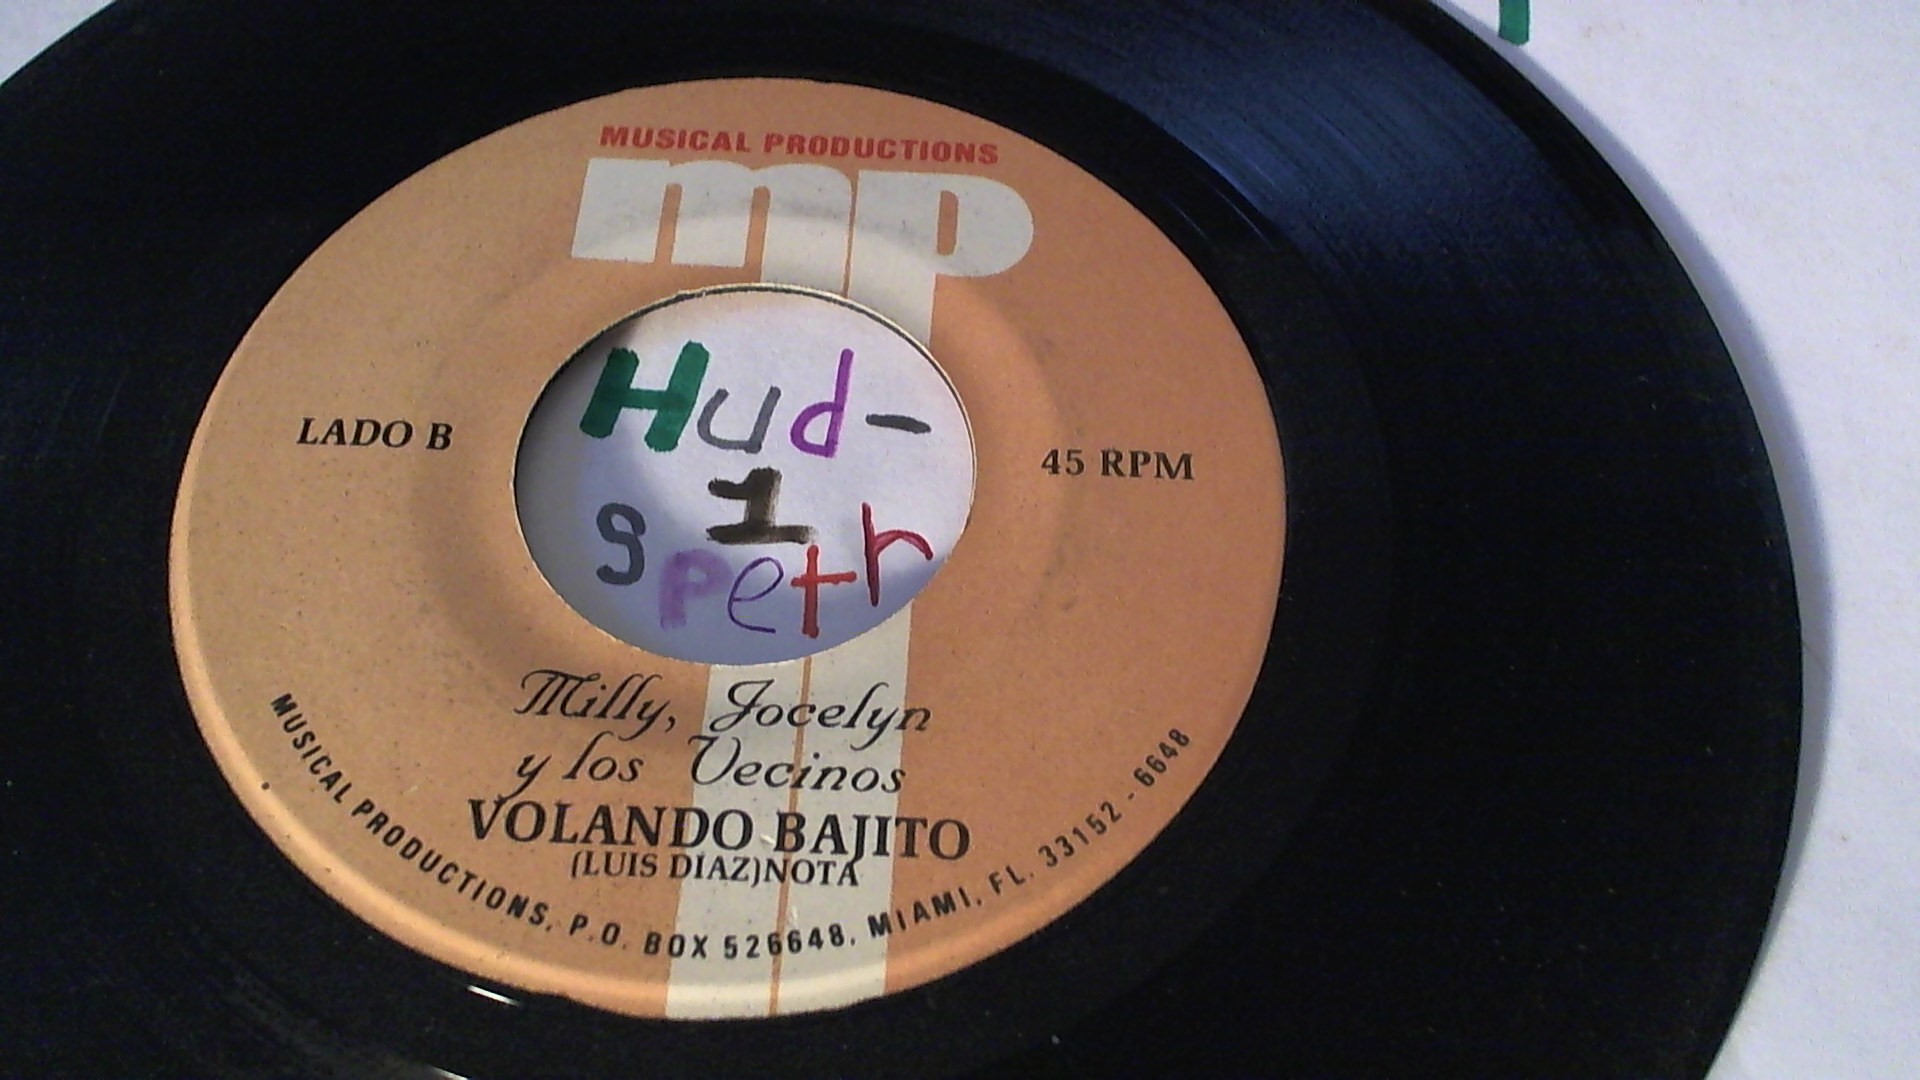 MUSICAL PRODUCTIONS
mp
LADO B
45 RPM
Hud-
1
spetr
Milly, Jocelyn
y los Vecinos
VOLANDO BAJITO
(LUIS DIAZ)NOTA
MUSICAL PRODUCTIONS, P.O. BOX 526648, MIAMI, FL. 33152-6648